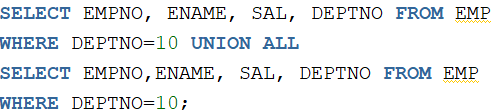 SELECT EMPNO, ENAME, SAL, DEPTNO FROM EMP
WHERE DEPTNO=10 UNION ALL
SELECT EMPNO,ENAME, SAL, DEPTNO FROM EMP
WHERE DEPTNO=10;